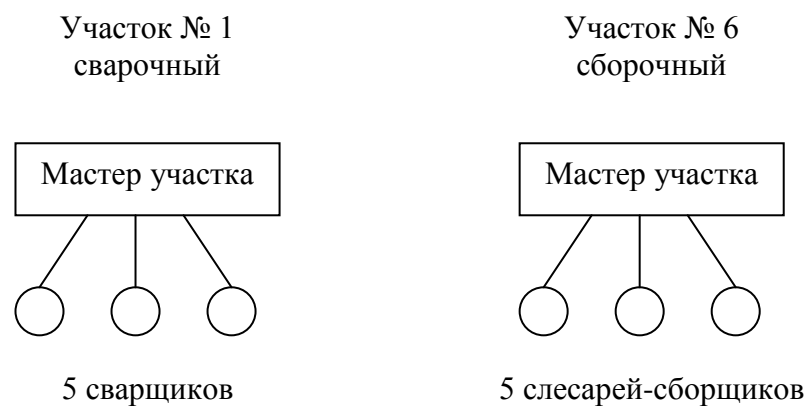 Участок № 1
сварочный
Мастер участка
5 сварщиков
Участок № 6
сборочный
Мастер участка
5 слесарей-сборщиков